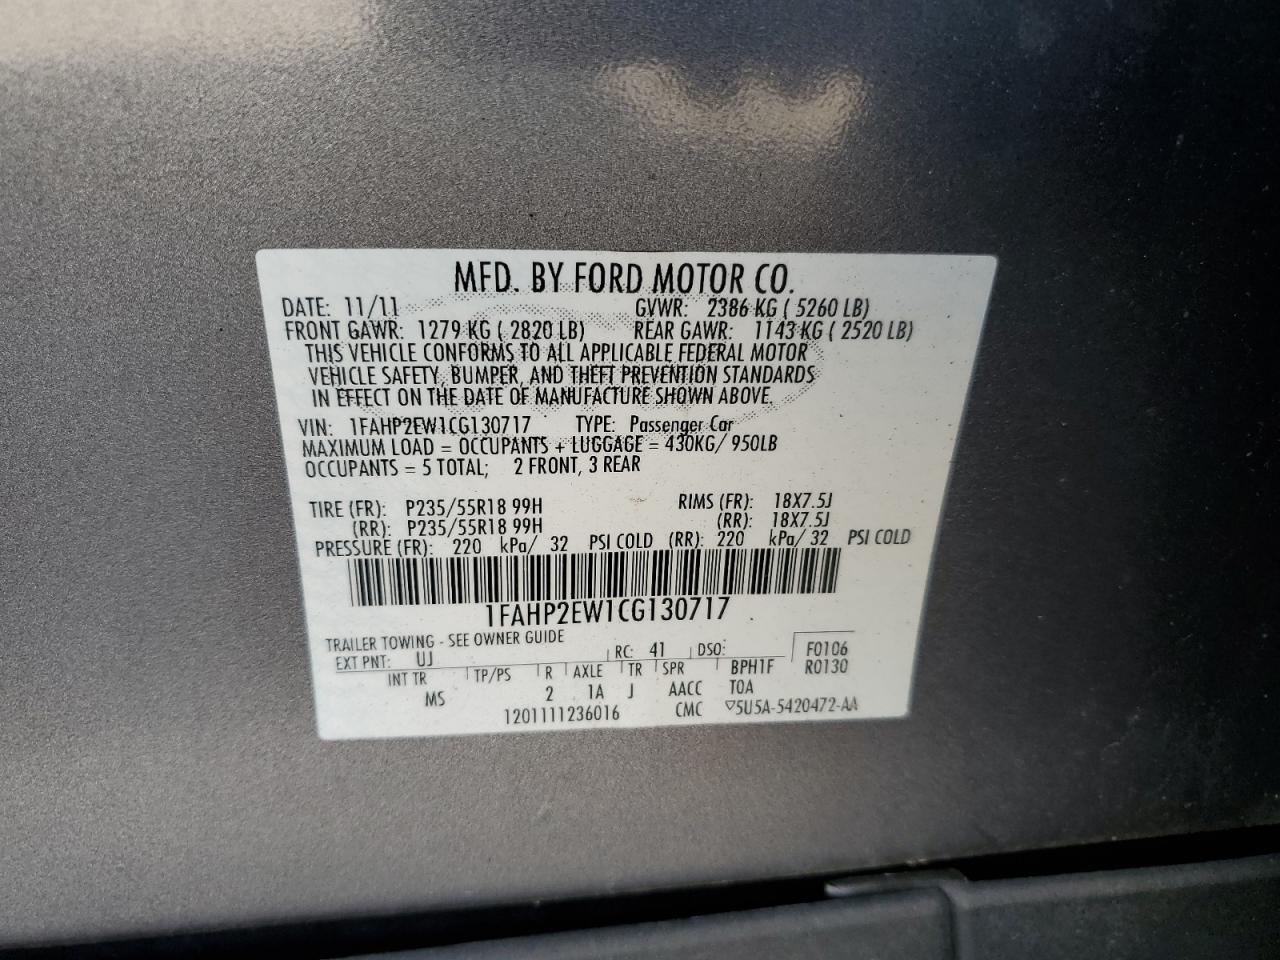 MFD. BY FORD MOTOR CO.
DATE: 11/11 GVWR: 2386 KG ( 5260 LB)
FRONT GAWR: 1279 KG ( 2820 LB) REAR GAWR: 1143 KG ( 2520 LB)
THIS VEHICLE CONFORMS TO ALL APPLICABLE FEDERAL MOTOR
VEHICLE SAFETY, BUMPER, AND THEFT PREVENTION STANDARDS
IN EFFECT ON THE DATE OF MANUFACTURE SHOWN ABOVE.
VIN: 1FAHP2EW1CG130717 TYPE: Passenger Car
MAXIMUM LOAD = OCCUPANTS + LUGGAGE = 430KG/ 950LB
OCCUPANTS = 5 TOTAL; 2 FRONT, 3 REAR
TIRE (FR): P235/55R18 99H RIMS (FR): 18X7.5J
(RR): P235/55R18 99H (RR): 18X7.5J
PRESSURE (FR): 220 kPa/ 32 PSI COLD (RR): 220 kPa/ 32 PSI COLD
1FAHP2EW1CG130717
TRAILER TOWING - SEE OWNER GUIDE
EXT PNT: UJ RC: 41 DSO: F0106
INT TR TP/PS R AXLE TR SPR BPH1F R0130
MS 2 1A J AACC TOA
1201111236016 CMC ▽5U5A-5420472-AA